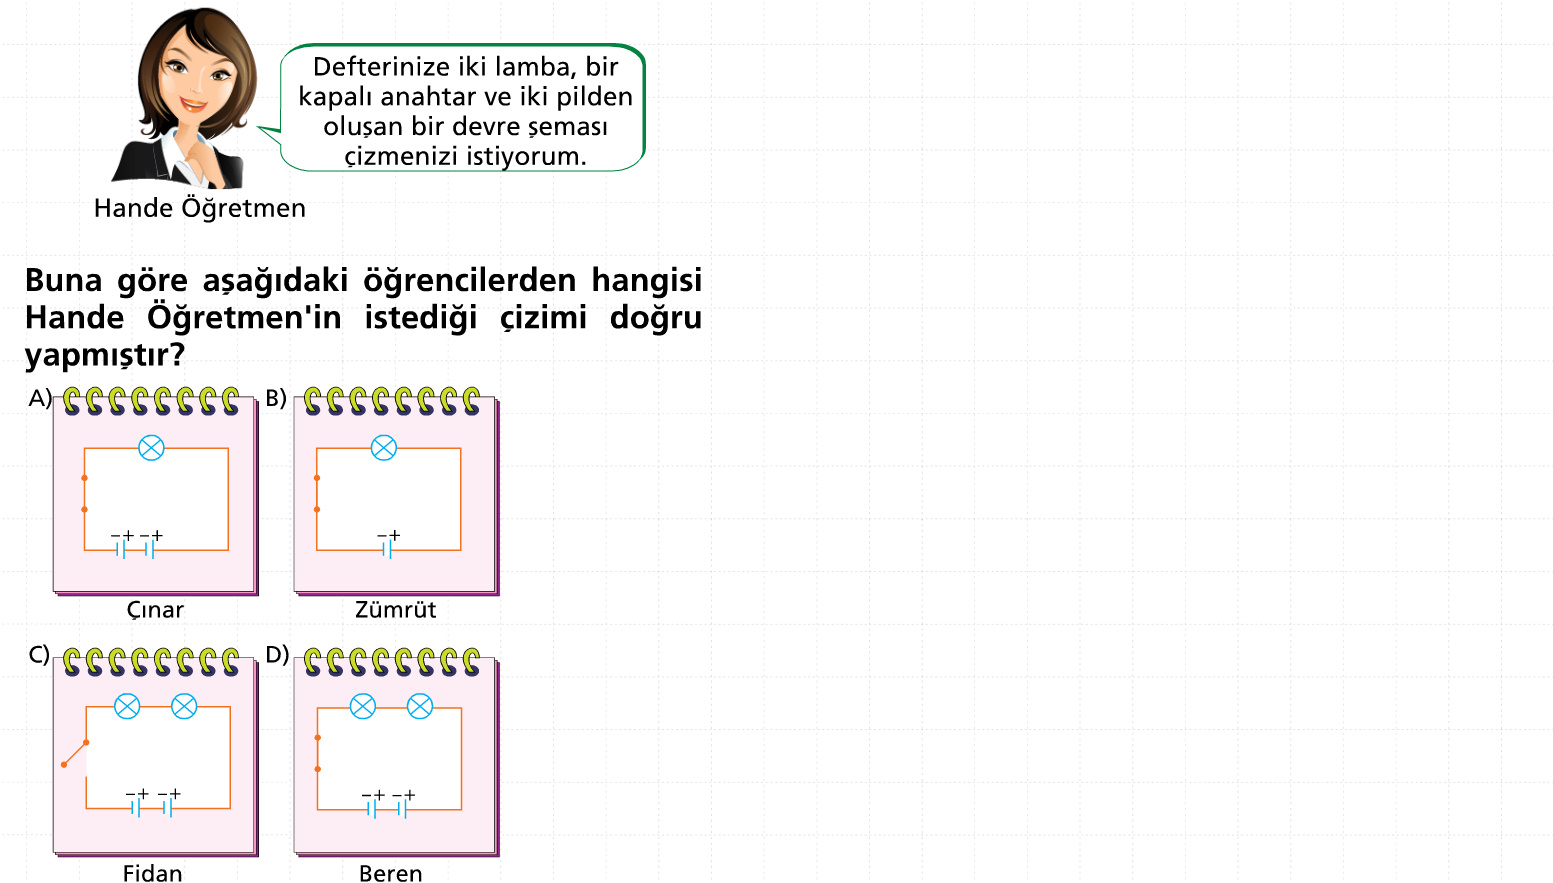 Defterinize iki lamba, bir
kapalı anahtar ve iki pilden
oluşan bir devre şeması
çizmenizi istiyorum.
Hande Öğretmen
Buna göre aşağıdaki öğrencilerden hangisi
Hande Öğretmen'in istediği çizimi doğru
yapmıştır?
A)
B)
−+ −+
−+
Çınar
Zümrüt
C)
D)
−+ −+
−+ −+
Fidan
Beren